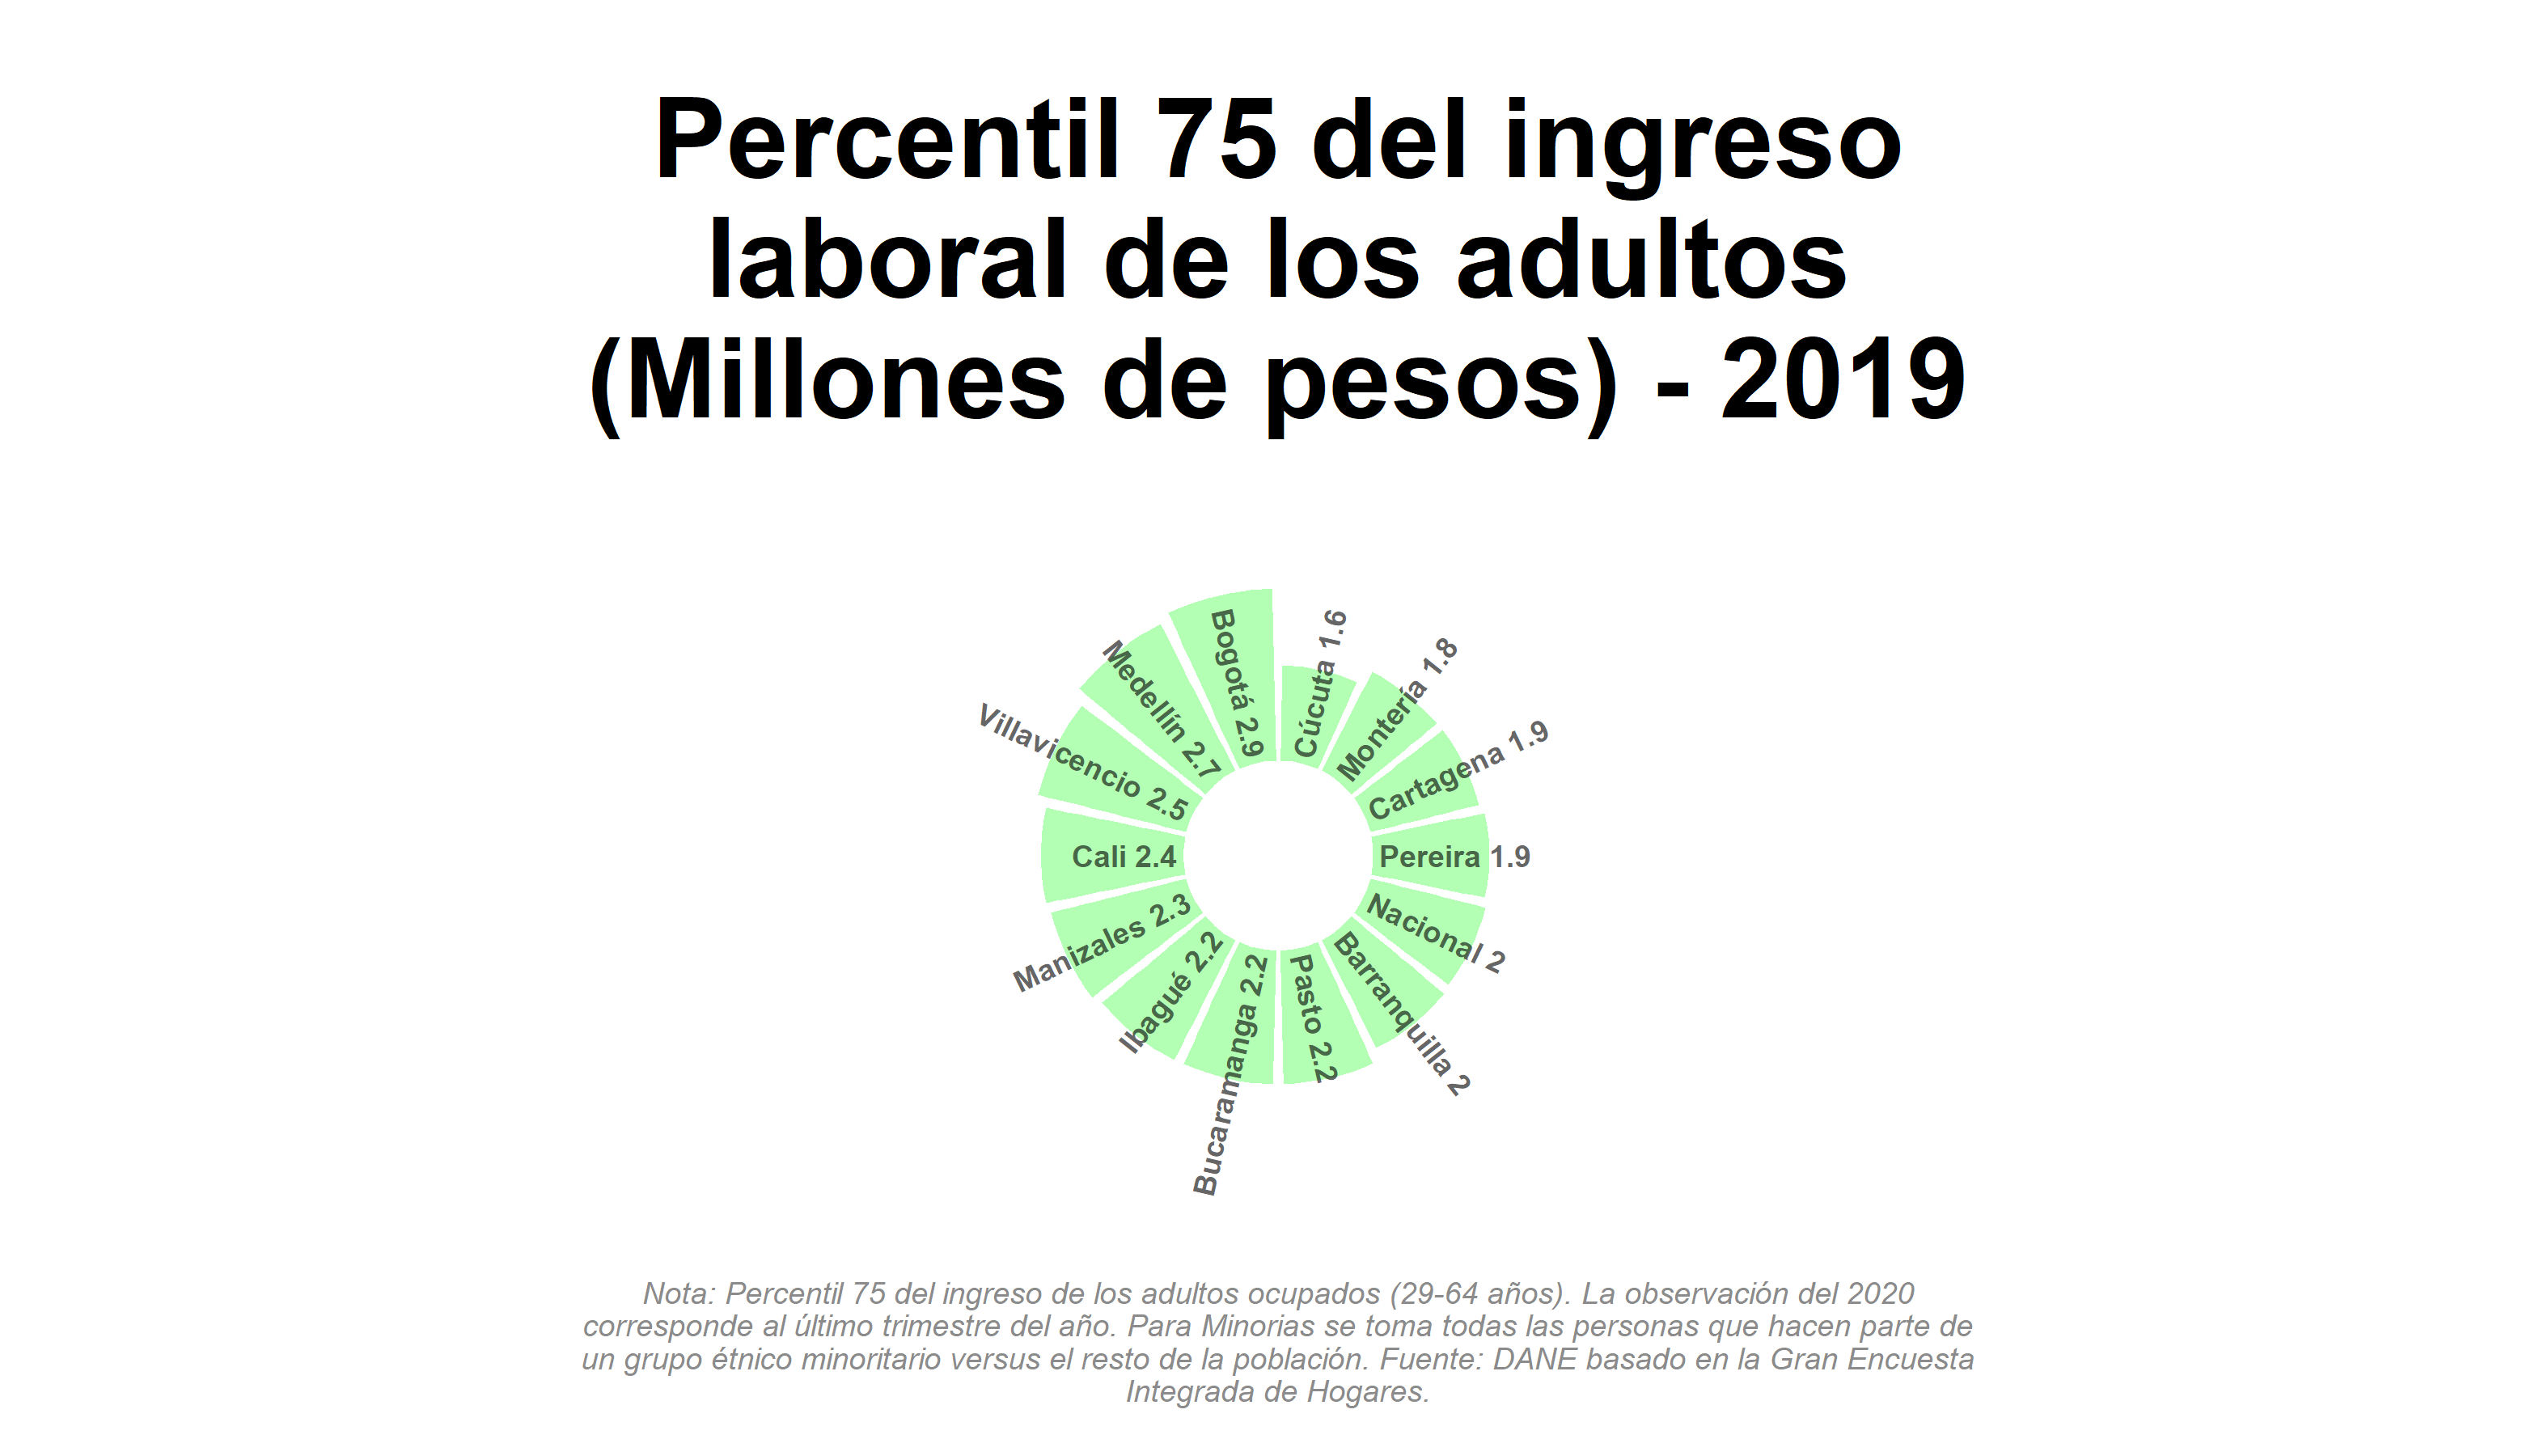 Percentil 75 del ingreso
laboral de los adultos
(Millones de pesos) - 2019
Cúcuta 1.6
Montería 1.8
Cartagena 1.9
Pereira 1.9
Nacional 2
Barranquilla 2
Pasto 2.2
Bucaramanga 2.2
Ibagué 2.2
Manizales 2.3
Cali 2.4
Villavicencio 2.5
Medellín 2.7
Bogotá 2.9
Nota: Percentil 75 del ingreso de los adultos ocupados (29-64 años). La observación del 2020
corresponde al último trimestre del año. Para Minorias se toma todas las personas que hacen parte de
un grupo étnico minoritario versus el resto de la población. Fuente: DANE basado en la Gran Encuesta
Integrada de Hogares.